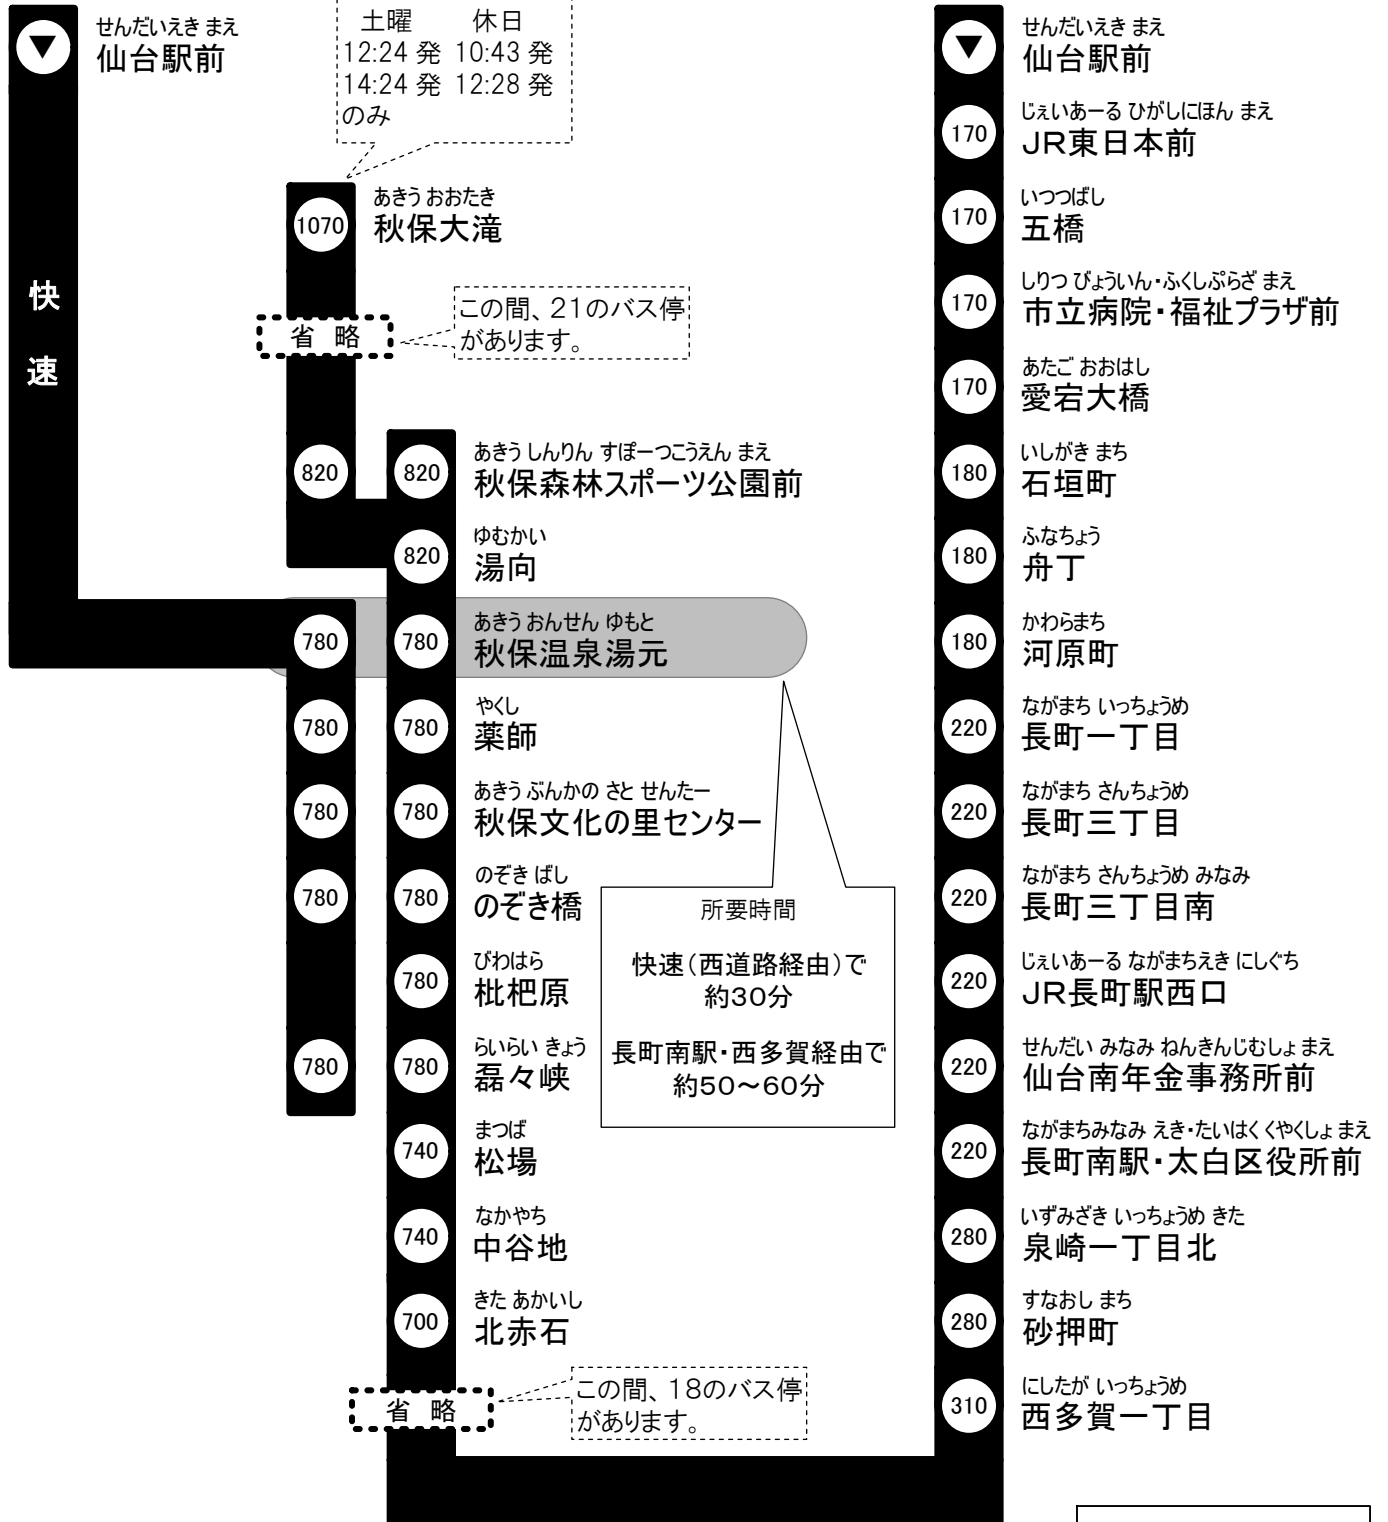 せんだいえき まえ
仙台駅前
快
速
土曜 休日
12:24 発 10:43 発
14:24 発 12:28 発
のみ
1070
あきう おおたき
秋保大滝
省 略
この間、21のバス停
があります。
820
820
あきう しんりん すぽーつこうえん まえ
秋保森林スポーツ公園前
820
ゆむかい
湯向
780
780
あきう おんせん ゆもと
秋保温泉湯元
780
780
やくし
薬師
780
780
あきう ぶんかの さと せんたー
秋保文化の里センター
780
780
のぞき ばし
のぞき橋
780
びわはら
枇杷原
780
780
らいらい きょう
磊々峡
740
まつば
松場
740
なかやち
中谷地
700
きた あかいし
北赤石
省 略
この間、18のバス停
があります。
所要時間
快速(西道路経由)で
約30分
長町南駅・西多賀経由で
約50～60分
せんだいえき まえ
仙台駅前
170
じぇいあーる ひがしにほん まえ
JR東日本前
170
いつつばし
五橋
170
しりつ びょういん・ふくしぷらざ まえ
市立病院・福祉プラザ前
170
あたご おおはし
愛宕大橋
180
いしがき まち
石垣町
180
ふなちょう
舟丁
180
かわらまち
河原町
220
ながまち いっちょうめ
長町一丁目
220
ながまち さんちょうめ
長町三丁目
220
ながまち さんちょうめ みなみ
長町三丁目南
220
じぇいあーる ながまちえき にしぐち
JR長町駅西口
220
せんだい みなみ ねんきんじむしょ まえ
仙台南年金事務所前
220
ながまちみなみ えき・たいはく くやくしょ まえ
長町南駅・太白区役所前
280
いずみざき いっちょうめ きた
泉崎一丁目北
280
すなおし まち
砂押町
310
にしたが いっちょうめ
西多賀一丁目